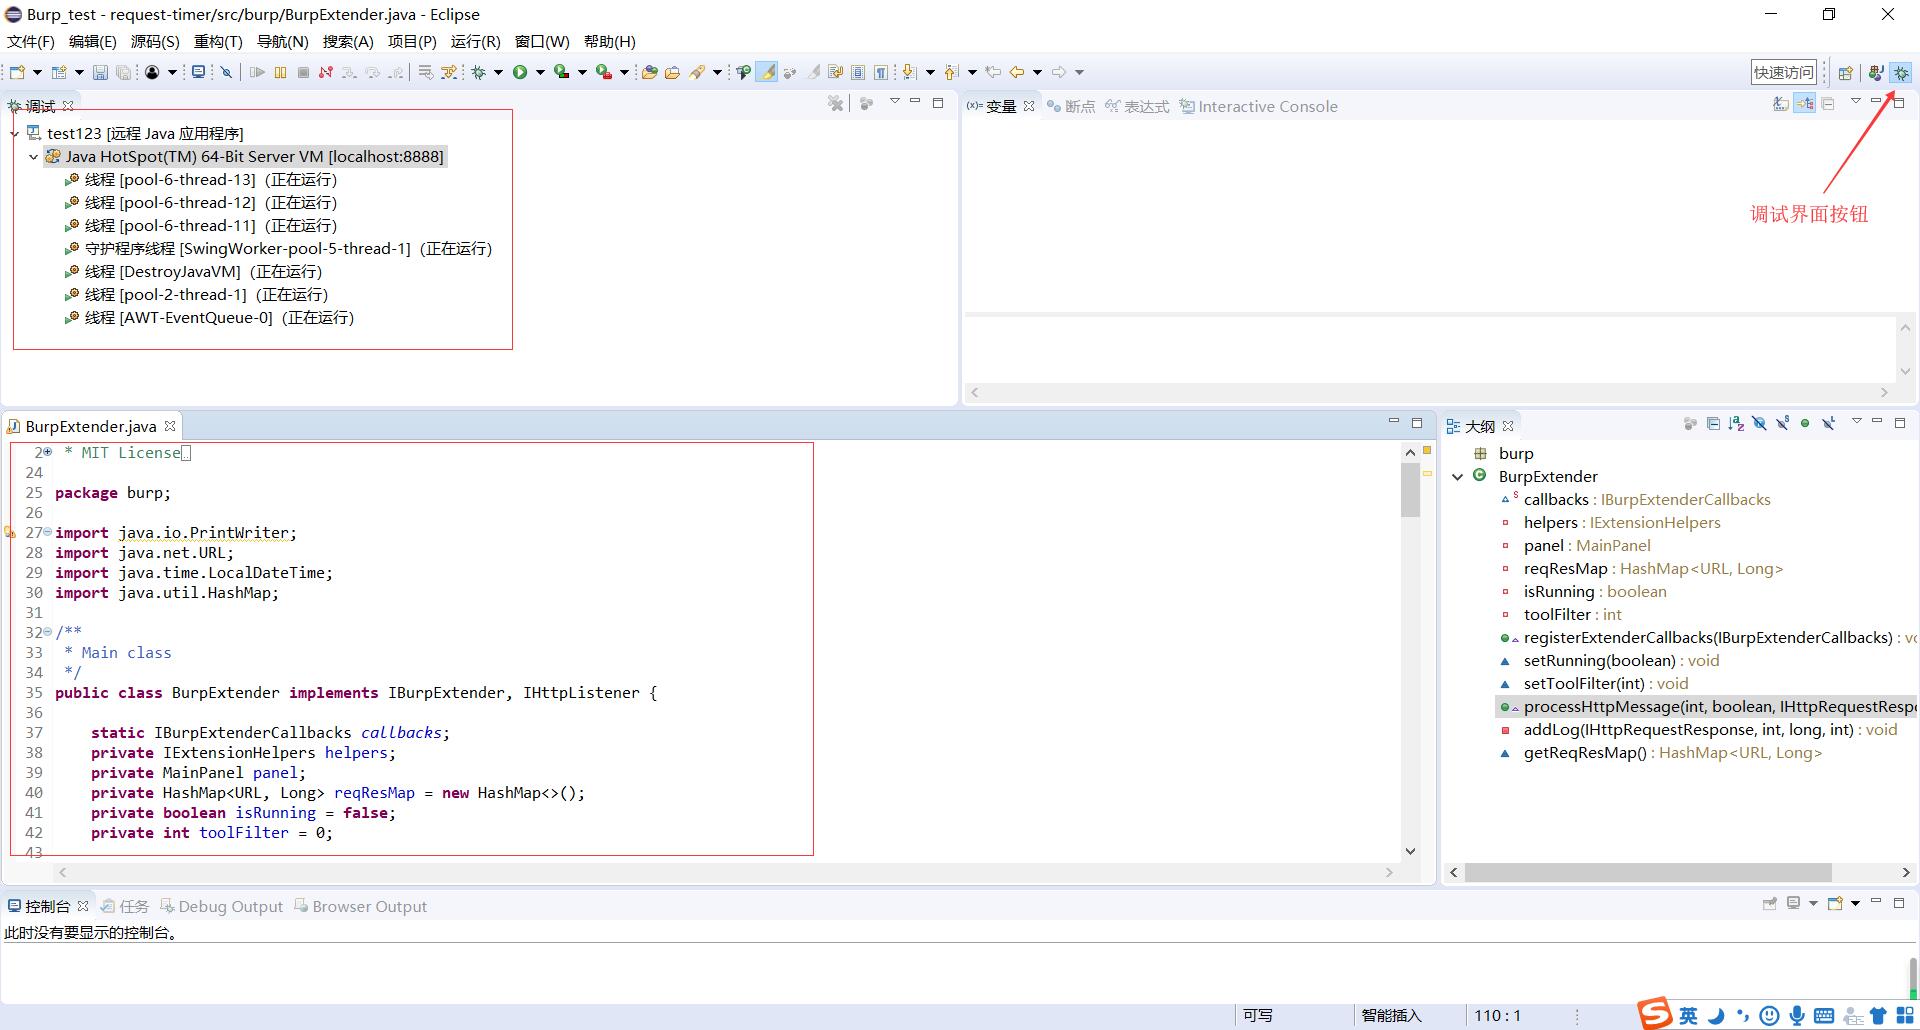 Burp_test - request-timer/src/burp/BurpExtender.java - Eclipse
文件(F) 编辑(E) 源码(S) 重构(T) 导航(N) 搜索(A) 项目(P) 运行(R) 窗口(W) 帮助(H)
快速访问
调试
test123 [远程 Java 应用程序]
Java HotSpot(TM) 64-Bit Server VM [localhost:8888]
线程 [pool-6-thread-13] (正在运行)
线程 [pool-6-thread-12] (正在运行)
线程 [pool-6-thread-11] (正在运行)
守护程序线程 [SwingWorker-pool-5-thread-1] (正在运行)
线程 [DestroyJavaVM] (正在运行)
线程 [pool-2-thread-1] (正在运行)
线程 [AWT-EventQueue-0] (正在运行)
(x)= 变量 断点 表达式 Interactive Console
调试界面按钮
BurpExtender.java
2 * MIT License
24
25 package burp;
26
27 import java.io.PrintWriter;
28 import java.net.URL;
29 import java.time.LocalDateTime;
30 import java.util.HashMap;
31
32 /**
33 * Main class
34 */
35 public class BurpExtender implements IBurpExtender, IHttpListener {
36
37 static IBurpExtenderCallbacks callbacks;
38 private IExtensionHelpers helpers;
39 private MainPanel panel;
40 private HashMap<URL, Long> reqResMap = new HashMap<>();
41 private boolean isRunning = false;
42 private int toolFilter = 0;
43
大纲
burp
BurpExtender
callbacks : IBurpExtenderCallbacks
helpers : IExtensionHelpers
panel : MainPanel
reqResMap : HashMap<URL, Long>
isRunning : boolean
toolFilter : int
registerExtenderCallbacks(IBurpExtenderCallbacks) : vo
setRunning(boolean) : void
setToolFilter(int) : void
processHttpMessage(int, boolean, IHttpRequestRespo
addLog(IHttpRequestResponse, int, long, int) : void
getReqResMap() : HashMap<URL, Long>
控制台 任务 Debug Output Browser Output
此时没有要显示的控制台。
可写 智能插入 110 : 1
英